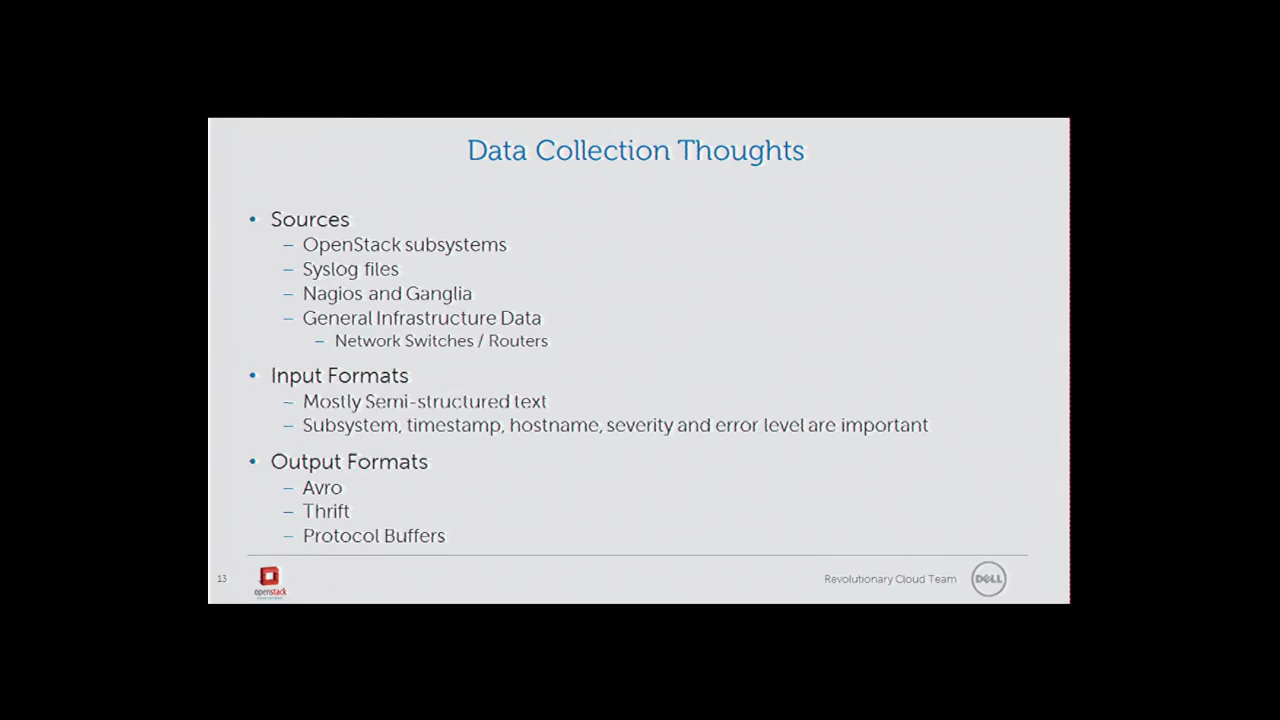 Data Collection Thoughts
• Sources
– OpenStack subsystems
– Syslog files
– Nagios and Ganglia
– General Infrastructure Data
– Network Switches / Routers
• Input Formats
– Mostly Semi-structured text
– Subsystem, timestamp, hostname, severity and error level are important
• Output Formats
– Avro
– Thrift
– Protocol Buffers
13
openstack
Revolutionary Cloud Team
DELL